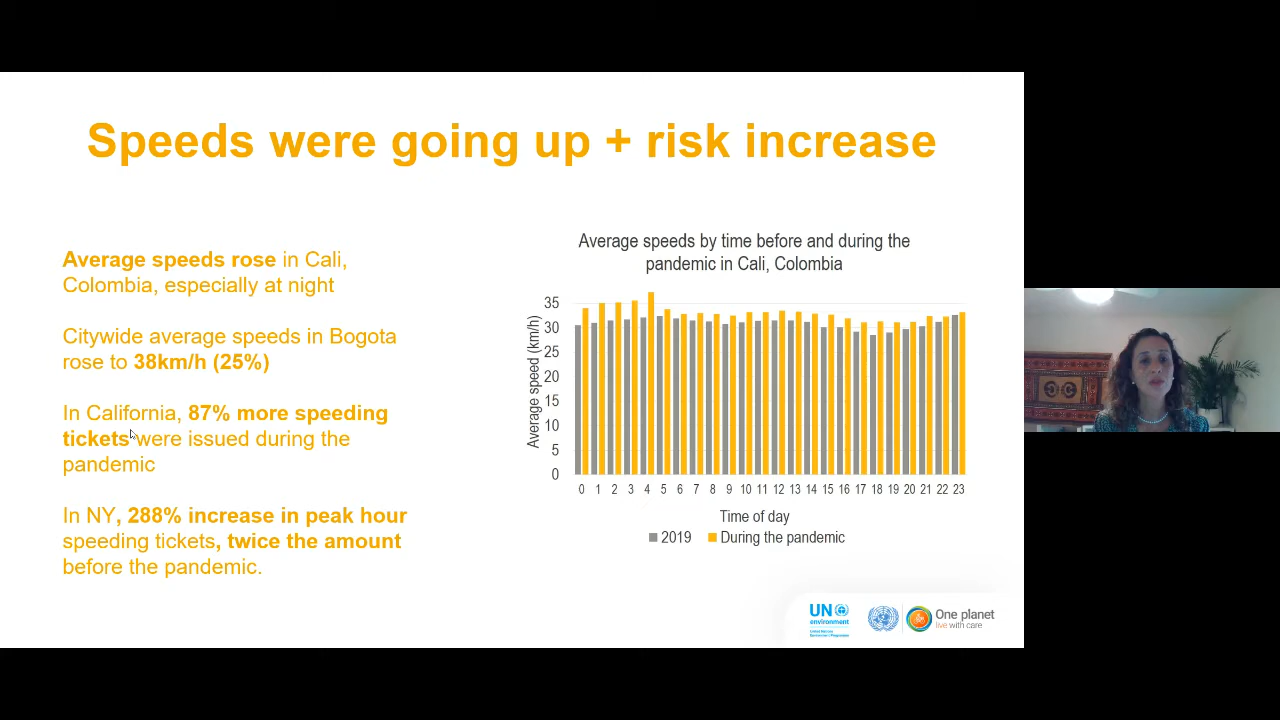 Speeds were going up + risk increase
Average speeds rose in Cali,
Colombia, especially at night
Citywide average speeds in Bogota
rose to 38km/h (25%)
In California, 87% more speeding
tickets were issued during the
pandemic
In NY, 288% increase in peak hour
speeding tickets, twice the amount
before the pandemic.
Average speeds by time before and during the
pandemic in Cali, Colombia
Average speed (km/h)
35
30
25
20
15
10
5
0
0 1 2 3 4 5 6 7 8 9 10 11 12 13 14 15 16 17 18 19 20 21 22 23
Time of day
2019 During the pandemic
UN
environment
United Nations
Environment Programme
One planet
live with care